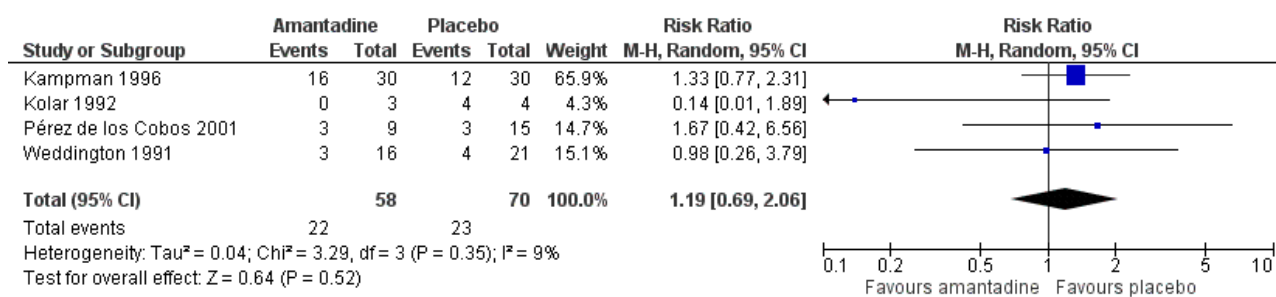 Amantadine Placebo Risk Ratio Risk Ratio
Study or Subgroup Events Total Events Total Weight M-H, Random, 95% CI M-H, Random, 95% CI
Kampman 1996 16 30 12 30 65.9% 1.33 [0.77, 2.31]
Kolar 1992 0 3 4 4 4.3% 0.14 [0.01, 1.89]
Pérez de los Cobos 2001 3 9 3 15 14.7% 1.67 [0.42, 6.56]
Weddington 1991 3 16 4 21 15.1% 0.98 [0.26, 3.79]
Total (95% CI) 58 70 100.0% 1.19 [0.69, 2.06]
Total events 22 23
Heterogeneity: Tau² = 0.04; Chi² = 3.29, df = 3 (P = 0.35); I² = 9%
Test for overall effect: Z = 0.64 (P = 0.52)
0.1 0.2 0.5 1 2 5 10
Favours amantadine Favours placebo